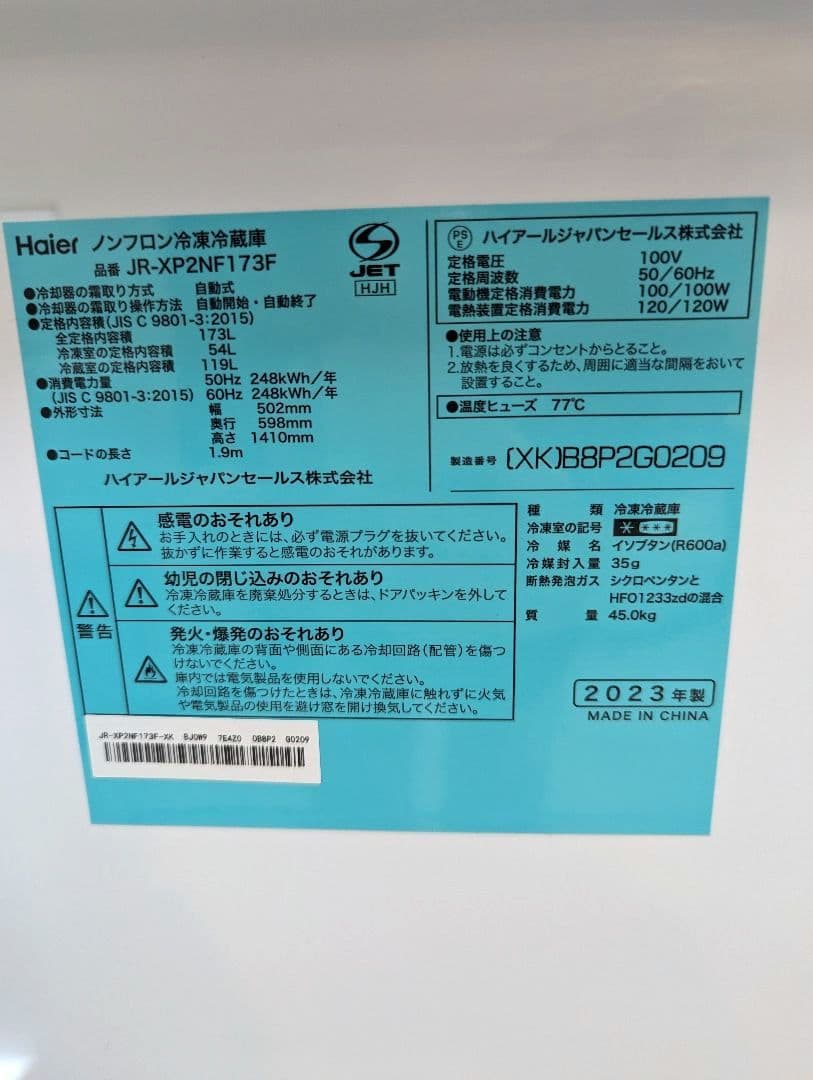 Haier ノンフロン冷凍冷蔵庫
品番 JR-XP2NF173F
JET
HJH
●冷却器の霜取り方式 自動式
●冷却器の霜取り操作方法 自動開始・自動終了
●定格内容積(JIS C 9801-3:2015)
全定格内容積 173L
冷凍室の定格内容積 54L
冷蔵室の定格内容積 119L
●消費電力量 50Hz 248kWh/年
(JIS C 9801-3:2015) 60Hz 248kWh/年
●外形寸法 幅 502mm
奥行 598mm
高さ 1410mm
●コードの長さ 1.9m
ハイアールジャパンセールス株式会社
PS
E
ハイアールジャパンセールス株式会社
定格電圧 100V
定格周波数 50/60Hz
電動機定格消費電力 100/100W
電熱装置定格消費電力 120/120W
●使用上の注意
1.電源は必ずコンセントからとること。
2.放熱を良くするため、周囲に適当な間隔をおいて
設置すること。
●温度ヒューズ 77℃
製造番号 (XK)B8P2G0209
警告
感電のおそれあり
お手入れのときには、必ず電源プラグを抜いてください。
抜かずに作業すると感電のおそれがあります。
幼児の閉じ込みのおそれあり
冷凍冷蔵庫を廃棄処分するときは、ドアパッキンを外して
ください。
発火・爆発のおそれあり
冷凍冷蔵庫の背面や側面にある冷却回路(配管)を傷つ
けないでください。
庫内では電気製品を使用しないでください。
冷却回路を傷つけたときは、冷凍冷蔵庫に触れずに火気
や電気製品の使用を避け窓を開け換気してください。
種類 冷凍冷蔵庫
冷凍室の記号 * ***
冷媒名 イソブタン(R600a)
冷媒封入量 35g
断熱発泡ガス シクロペンタンと
HFO1233zdの混合
質量 45.0kg
2023年製
MADE IN CHINA
JR-XP2NF173F-XK BJ0W9 7E4Z0 0B8P2 G0209